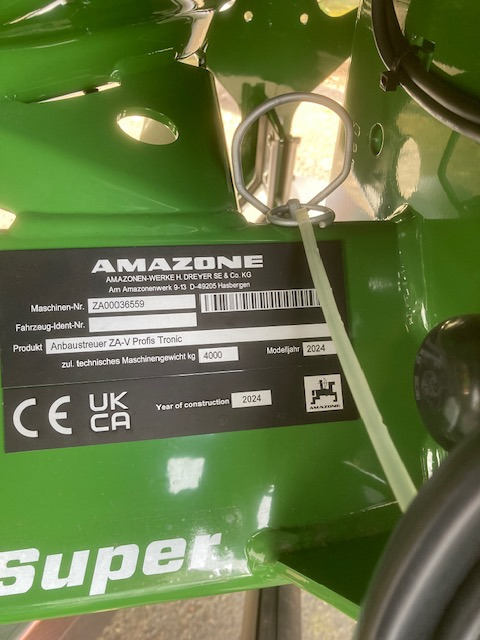 AMAZONE
AMAZONEN-WERKE H. DREYER SE & Co. KG
Am Amazonenwerk 9-13 D-49205 Hasbergen
Maschinen-Nr. ZA00036559
Fahrzeug-Ident-Nr.
Produkt Anbaustreuer ZA-V Profis Tronic
zul. technisches Maschinengewicht kg 4000 Modelljahr 2024
CE UK CA Year of construction 2024 AMAZONE
Super